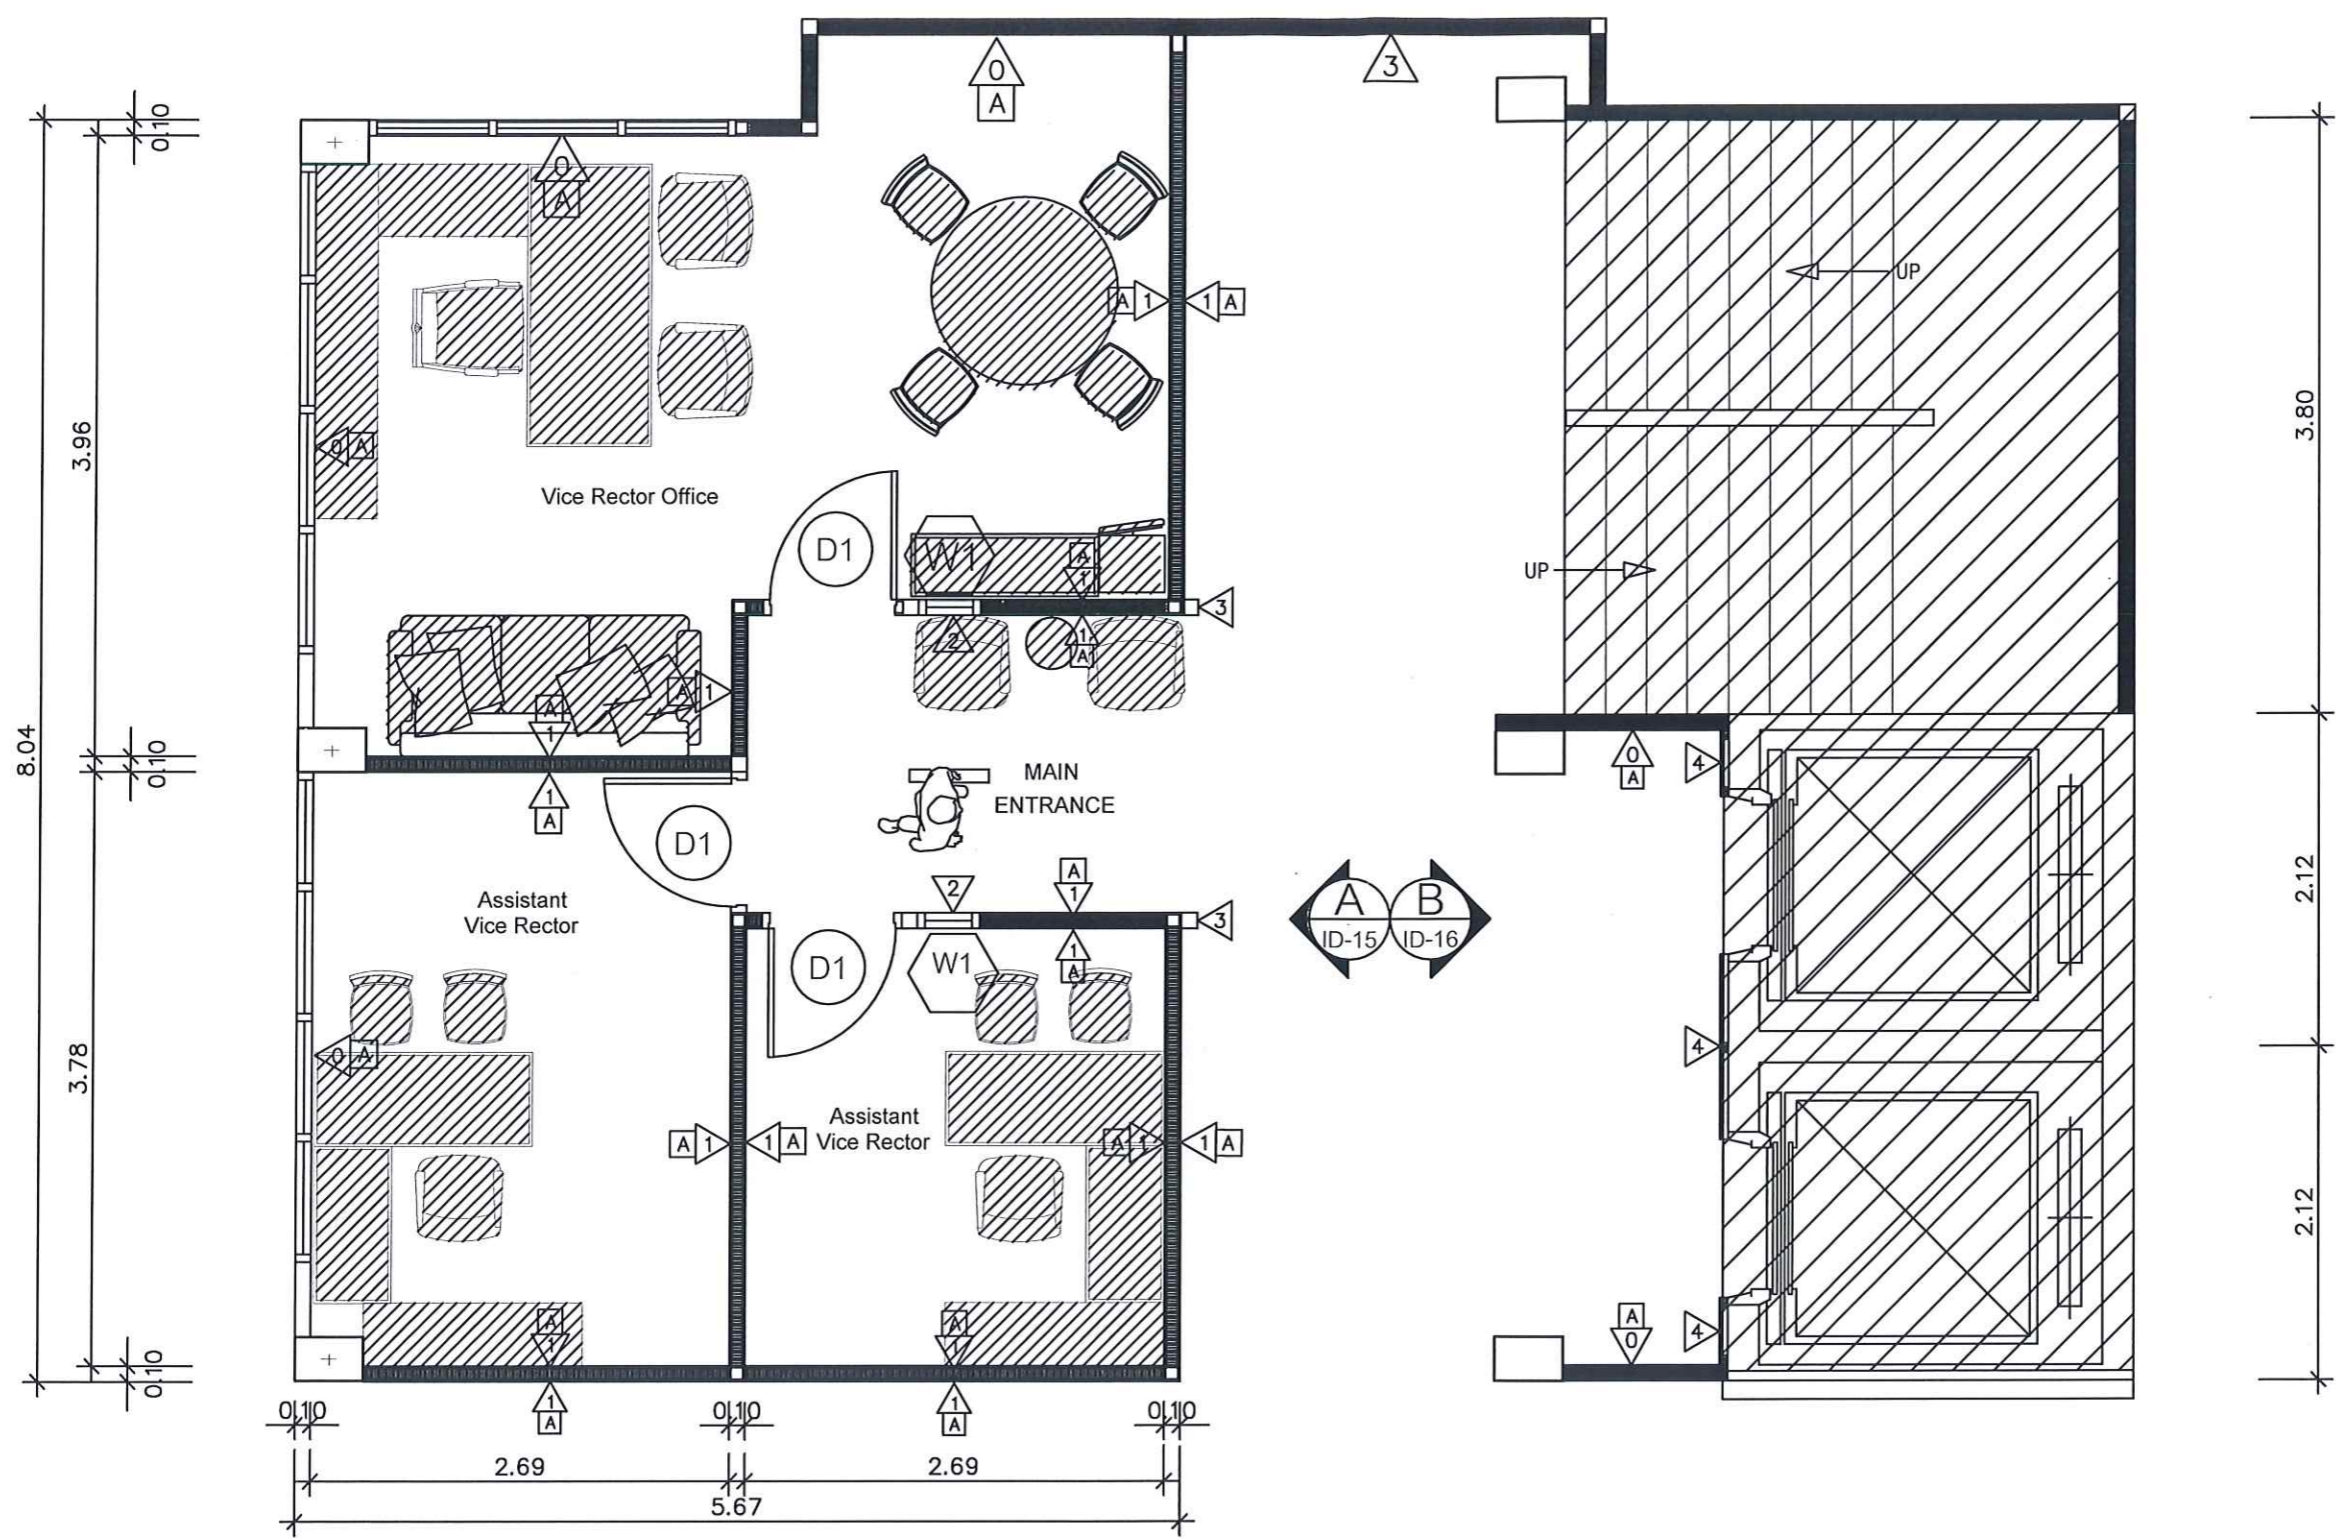 0
A
3
0.10
0
A
UP
A 1
1 A
3.96
3.80
0 A
Vice Rector Office
D1
W1
A
1
UP
3
2
1
A
A 1
A
1
8.04
0.10
MAIN
ENTRANCE
0
A
4
1
A
D1
2
A
1
Assistant
Vice Rector
3
A
ID-15
B
ID-16
2.12
D1
W1
1
A
0 A
4
3.78
Assistant
Vice Rector
A 1
1 A
A 1
1 A
2.12
A
1
A
1
A
0
4
0.10
1
A
1
A
0.10
0.10
0.10
2.69
2.69
5.67